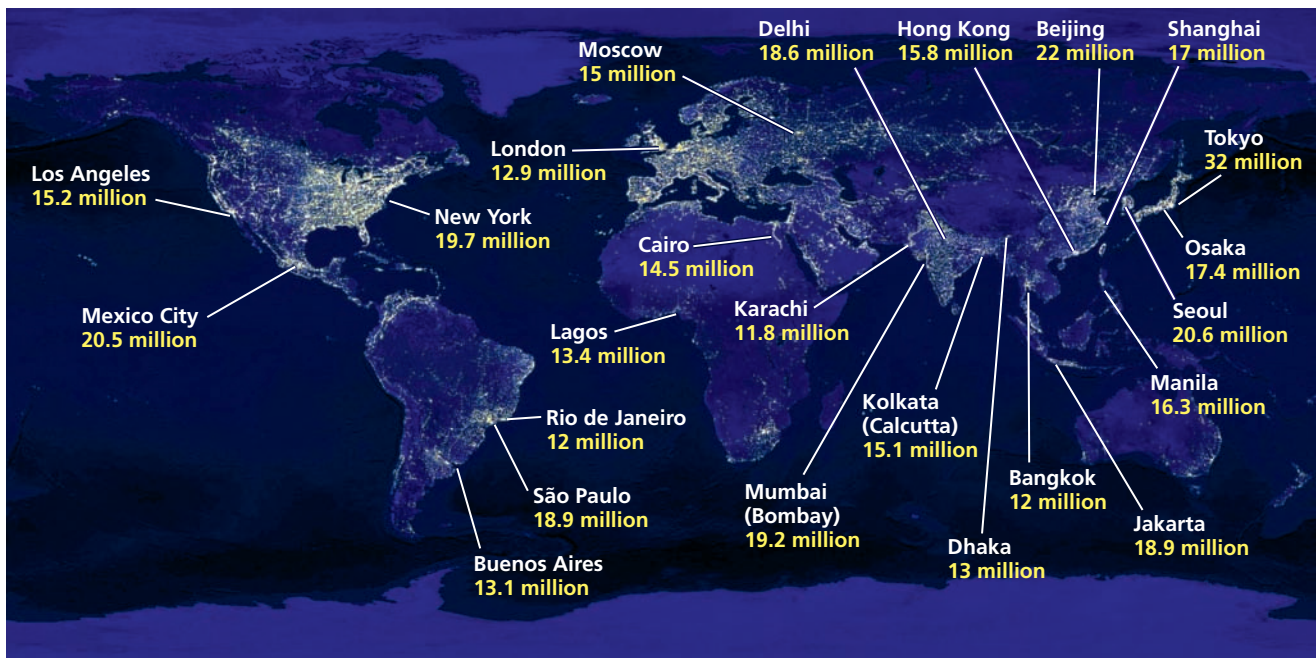 Delhi
18.6 million
Hong Kong
15.8 million
Beijing
22 million
Shanghai
17 million
Moscow
15 million
Tokyo
32 million
London
12.9 million
Los Angeles
15.2 million
New York
19.7 million
Cairo
14.5 million
Osaka
17.4 million
Karachi
11.8 million
Seoul
20.6 million
Mexico City
20.5 million
Lagos
13.4 million
Manila
16.3 million
Kolkata
(Calcutta)
15.1 million
Rio de Janeiro
12 million
Bangkok
12 million
Mumbai
(Bombay)
19.2 million
São Paulo
18.9 million
Jakarta
18.9 million
Dhaka
13 million
Buenos Aires
13.1 million